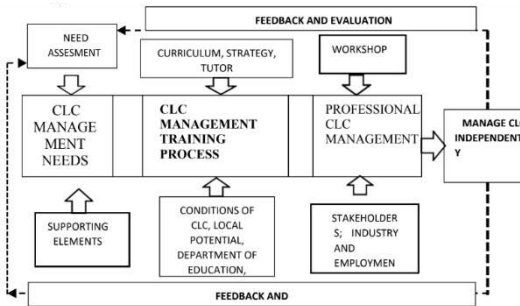 FEEDBACK AND EVALUATION
NEED
ASSESMENT
CURRICULUM, STRATEGY,
TUTOR
WORKSHOP
CLC
MANAGE
MENT
NEEDS
CLC
MANAGEMENT
TRAINING
PROCESS
PROFESSIONAL
CLC
MANAGEMENT
MANAGE CLC
INDEPENDENT
Y
SUPPORTING
ELEMENTS
CONDITIONS OF
CLC, LOCAL
POTENTIAL,
DEPARTMENT OF
EDUCATION,
STAKEHOLDER
S; INDUSTRY
AND
EMPLOYMEN
FEEDBACK AND